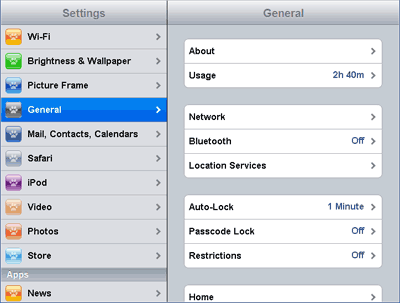 Settings
Wi-Fi
Brightness & Wallpaper
Picture Frame
General
Mail, Contacts, Calendars
Safari
iPod
Video
Photos
Store
Apps
News
General
About
Usage 2h 40m
Network
Bluetooth Off
Location Services
Auto-Lock 1 Minute
Passcode Lock Off
Restrictions Off
Home